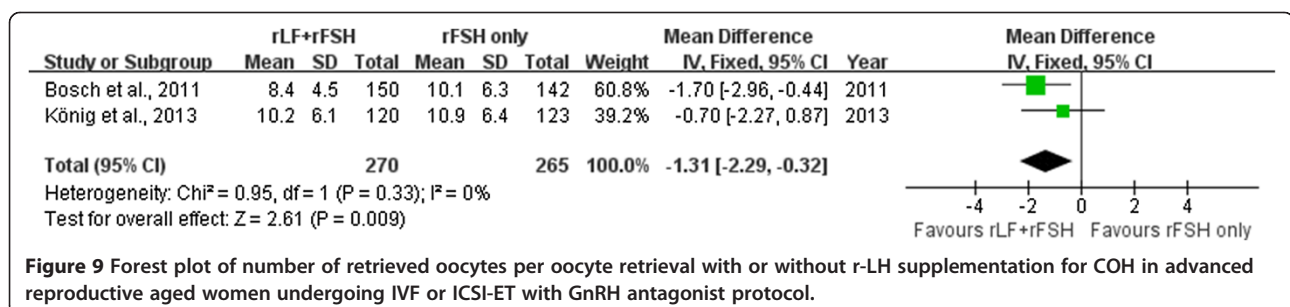 rLF+rFSH rFSH only Mean Difference Mean Difference
Study or Subgroup Mean SD Total Mean SD Total Weight IV, Fixed, 95% CI Year IV, Fixed, 95% CI
Bosch et al., 2011 8.4 4.5 150 10.1 6.3 142 60.8% -1.70 [-2.96, -0.44] 2011
König et al., 2013 10.2 6.1 120 10.9 6.4 123 39.2% -0.70 [-2.27, 0.87] 2013
Total (95% CI) 270 265 100.0% -1.31 [-2.29, -0.32]
Heterogeneity: Chi² = 0.95, df = 1 (P = 0.33); I² = 0%
Test for overall effect: Z = 2.61 (P = 0.009)
-4 -2 0 2 4
Favours rLF+rFSH Favours rFSH only
Figure 9 Forest plot of number of retrieved oocytes per oocyte retrieval with or without r-LH supplementation for COH in advanced
reproductive aged women undergoing IVF or ICSI-ET with GnRH antagonist protocol.